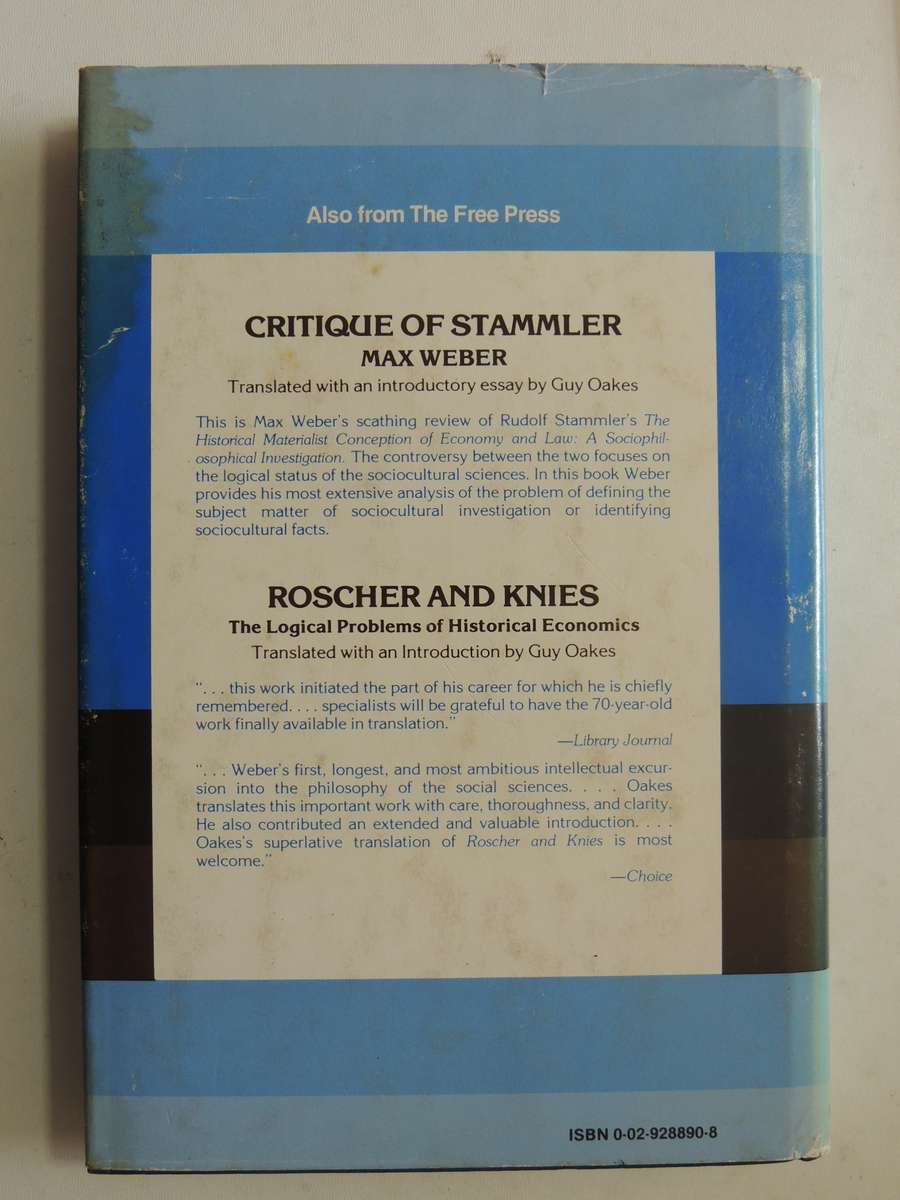 Also from The Free Press
CRITIQUE OF STAMMLER
MAX WEBER
Translated with an introductory essay by Guy Oakes
This is Max Weber's scathing review of Rudolf Stammler's The
Historical Materialist Conception of Economy and Law: A Sociophil-
osophical Investigation. The controversy between the two focuses on
the logical status of the sociocultural sciences. In this book Weber
provides his most extensive analysis of the problem of defining the
subject matter of sociocultural investigation or identifying
sociocultural facts.
ROSCHER AND KNIES
The Logical Problems of Historical Economics
Translated with an Introduction by Guy Oakes
". . . this work initiated the part of his career for which he is chiefly
remembered. . . . specialists will be grateful to have the 70-year-old
work finally available in translation."
—Library Journal
". . . Weber's first, longest, and most ambitious intellectual excur-
sion into the philosophy of the social sciences. . . . Oakes
translates this important work with care, thoroughness, and clarity.
He also contributed an extended and valuable introduction. . . .
Oakes's superlative translation of Roscher and Knies is most
welcome."
—Choice
ISBN 0-02-928890-8